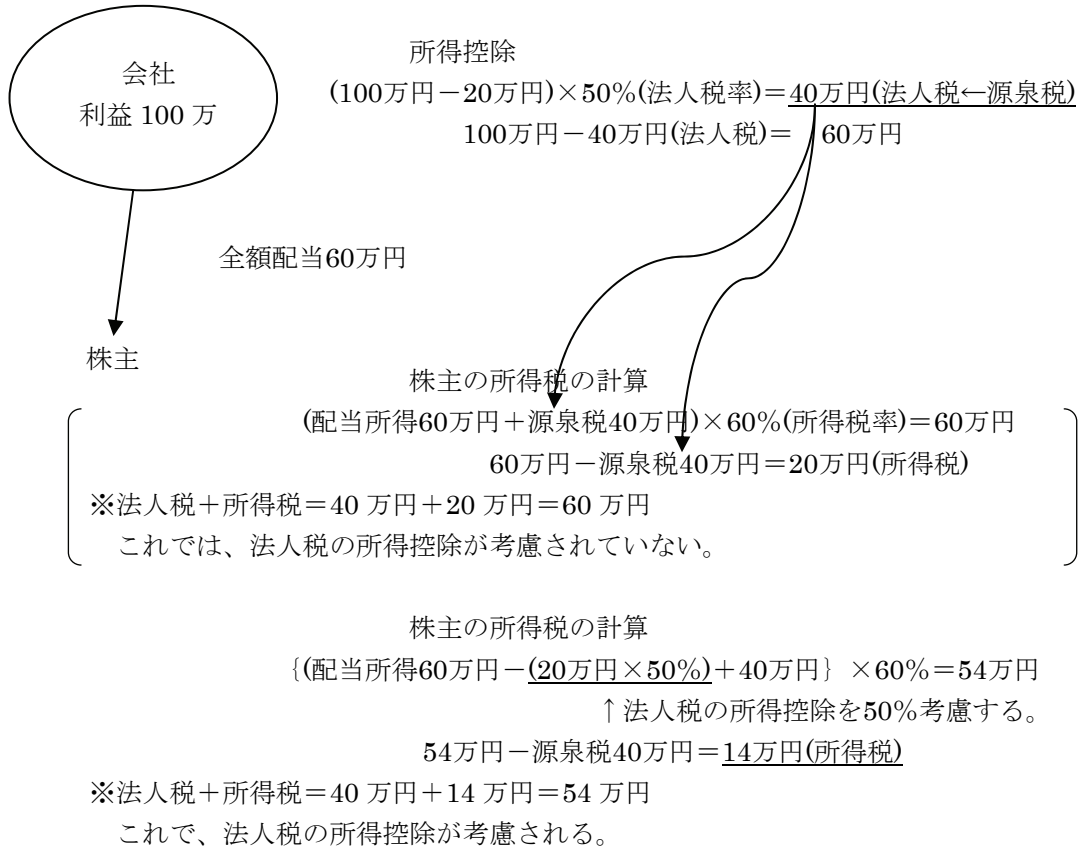 会社
利益 100 万
所得控除
(100万円－20万円)×50%(法人税率)＝40万円(法人税←源泉税)
100万円－40万円(法人税)＝　60万円
全額配当60万円
株主
株主の所得税の計算
(配当所得60万円＋源泉税40万円)×60%(所得税率)＝60万円
60万円－源泉税40万円＝20万円(所得税)
※法人税＋所得税＝40 万円＋20 万円＝60 万円
これでは、法人税の所得控除が考慮されていない。
株主の所得税の計算
{(配当所得60万円－(20万円×50%)＋40万円} ×60%＝54万円
↑法人税の所得控除を50%考慮する。
54万円－源泉税40万円＝14万円(所得税)
※法人税＋所得税＝40 万円＋14 万円＝54 万円
これで、法人税の所得控除が考慮される。